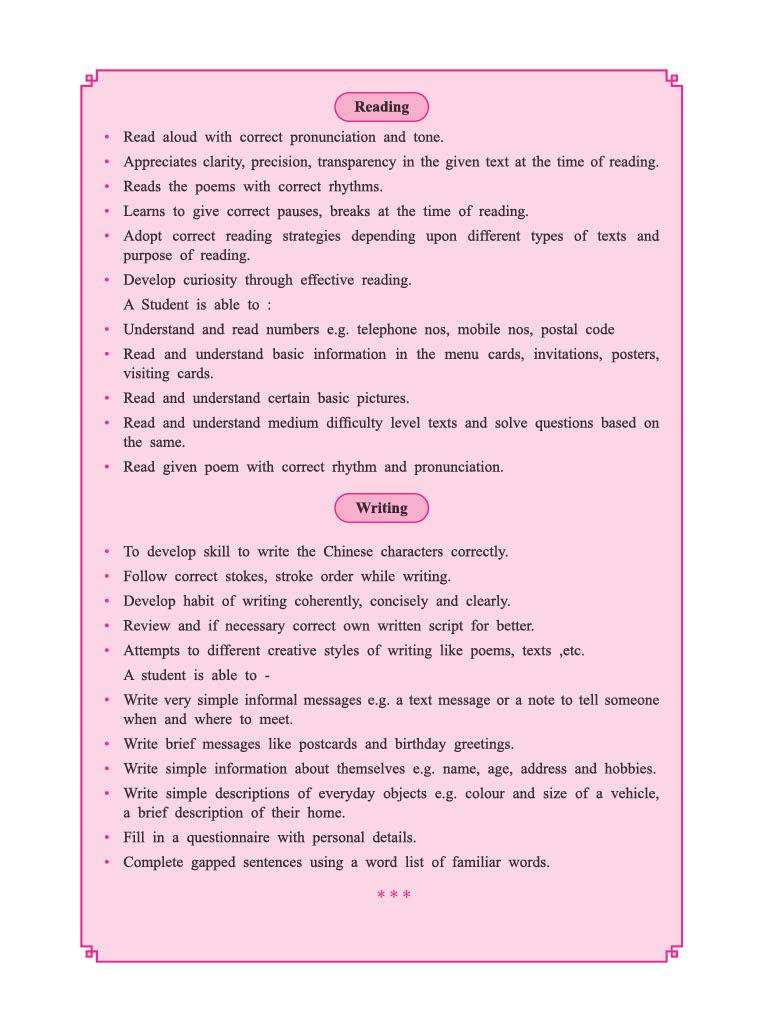 Reading
• Read aloud with correct pronunciation and tone.
• Appreciates clarity, precision, transparency in the given text at the time of reading.
• Reads the poems with correct rhythms.
• Learns to give correct pauses, breaks at the time of reading.
• Adopt correct reading strategies depending upon different types of texts and
purpose of reading.
• Develop curiosity through effective reading.
A Student is able to :
• Understand and read numbers e.g. telephone nos, mobile nos, postal code
• Read and understand basic information in the menu cards, invitations, posters,
visiting cards.
• Read and understand certain basic pictures.
• Read and understand medium difficulty level texts and solve questions based on
the same.
• Read given poem with correct rhythm and pronunciation.
Writing
• To develop skill to write the Chinese characters correctly.
• Follow correct stokes, stroke order while writing.
• Develop habit of writing coherently, concisely and clearly.
• Review and if necessary correct own written script for better.
• Attempts to different creative styles of writing like poems, texts ,etc.
A student is able to -
• Write very simple informal messages e.g. a text message or a note to tell someone
when and where to meet.
• Write brief messages like postcards and birthday greetings.
• Write simple information about themselves e.g. name, age, address and hobbies.
• Write simple descriptions of everyday objects e.g. colour and size of a vehicle,
a brief description of their home.
• Fill in a questionnaire with personal details.
• Complete gapped sentences using a word list of familiar words.
* * *